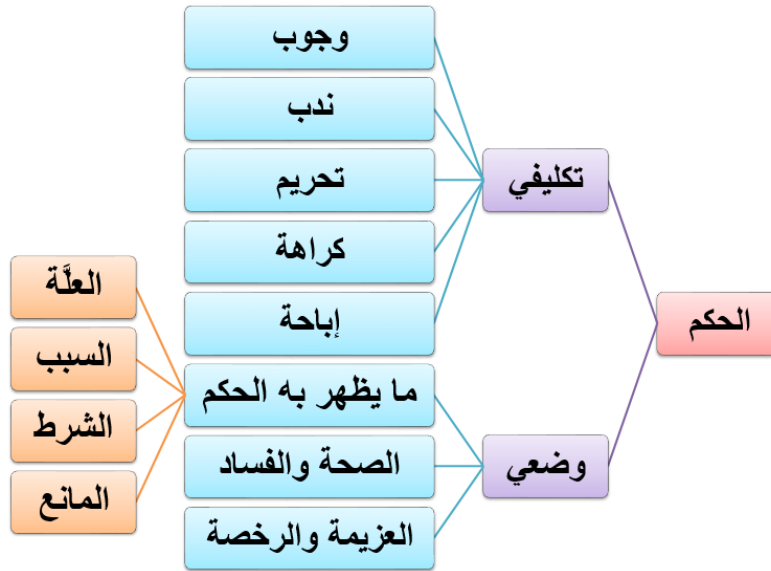 الحكم
تكليفي
وجوب
ندب
تحريم
كراهة
إباحة
وضعي
ما يظهر به الحكم
العلَّة
السبب
الشرط
المانع
الصحة والفساد
العزيمة والرخصة